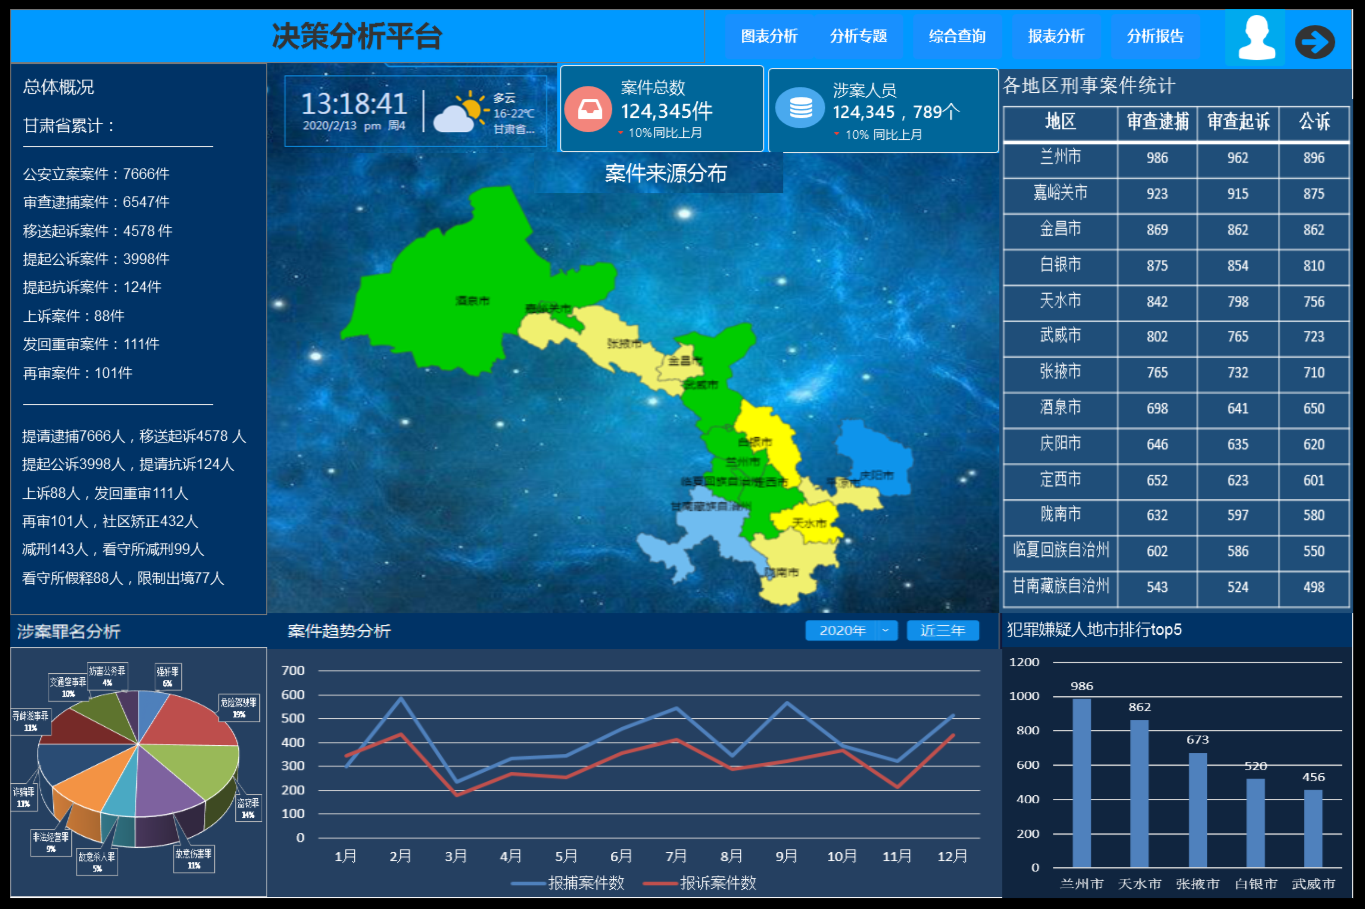 决策分析平台
图表分析 分析专题 综合查询 报表分析 分析报告
总体概况
甘肃省累计：
公安立案案件：7666件
审查逮捕案件：6547件
移送起诉案件：4578 件
提起公诉案件：3998件
提起抗诉案件：124件
上诉案件：88件
发回重审案件：111件
再审案件：101件
提请逮捕7666人，移送起诉4578 人
提起公诉3998人，提请抗诉124人
上诉88人，发回重审111人
再审101人，社区矫正432人
减刑143人，看守所减刑99人
看守所假释88人，限制出境77人
13:18:41
2020/2/13 pm 周4
多云
16-22℃
甘肃省...
案件总数
124,345件
10%同比上月
涉案人员
124,345，789个
10% 同比上月
案件来源分布
酒泉市
嘉峪关市
张掖市
金昌市
武威市
白银市
兰州市
临夏回族自治州
定西市
平凉市
庆阳市
甘南藏族自治州
天水市
陇南市
各地区刑事案件统计
地区 审查逮捕 审查起诉 公诉
兰州市 986 962 896
嘉峪关市 923 915 875
金昌市 869 862 862
白银市 875 854 810
天水市 842 798 756
武威市 802 765 723
张掖市 765 732 710
酒泉市 698 641 650
庆阳市 646 635 620
定西市 652 623 601
陇南市 632 597 580
临夏回族自治州 602 586 550
甘南藏族自治州 543 524 498
涉案罪名分析
妨害公务罪
4%
强奸罪
6%
交通肇事罪
10%
危险驾驶罪
19%
寻衅滋事罪
11%
诈骗罪
11%
盗窃罪
14%
非法经营罪
9%
故意杀人罪
5%
故意伤害罪
11%
案件趋势分析
2020年
近三年
700
600
500
400
300
200
100
0
1月 2月 3月 4月 5月 6月 7月 8月 9月 10月 11月 12月
报捕案件数 报诉案件数
犯罪嫌疑人地市排行top5
1200
1000
800
600
400
200
0
986
862
673
520
456
兰州市 天水市 张掖市 白银市 武威市